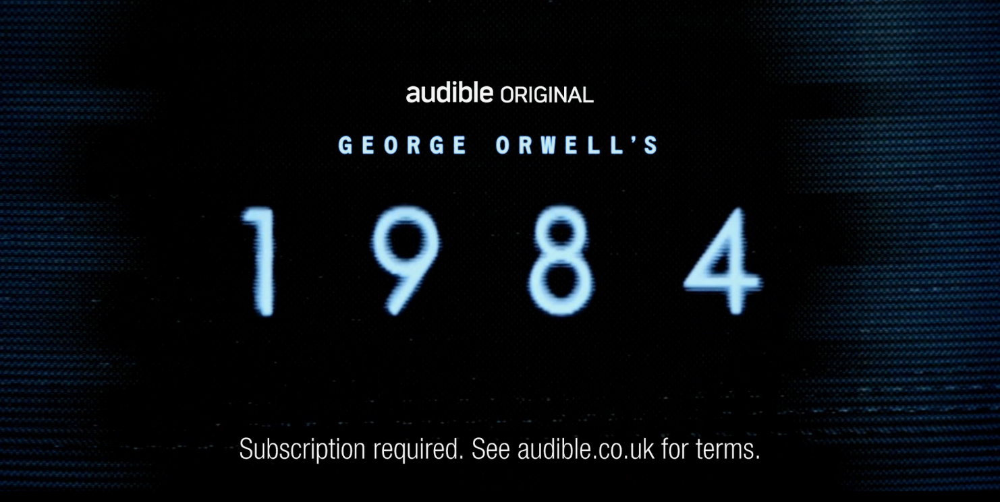 audible ORIGINAL
GEORGE ORWELL'S
1984
Subscription required. See audible.co.uk for terms.